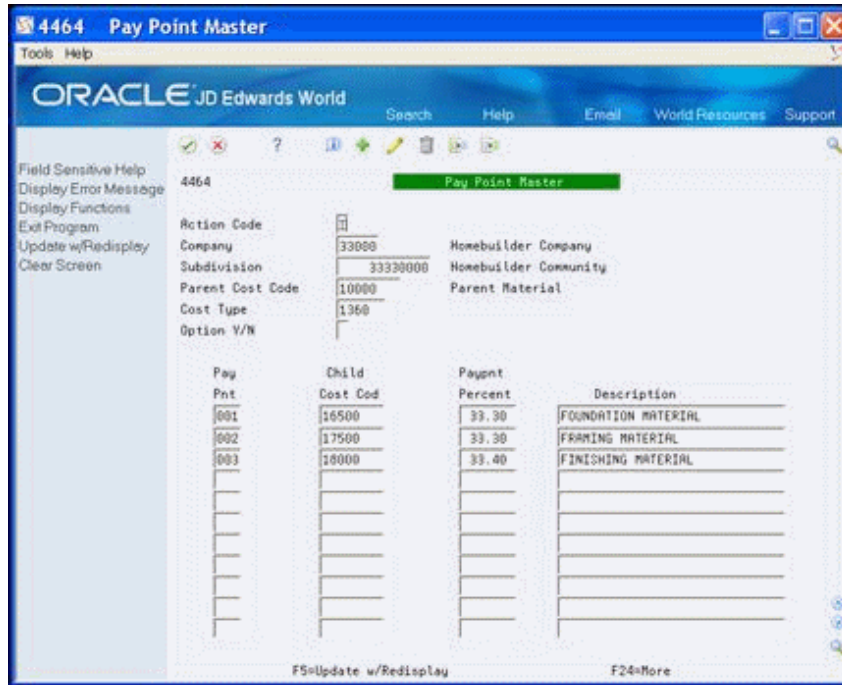 4464 Pay Point Master
Tools Help
ORACLE JD Edwards World
Search Help Email World Resources Support
Field Sensitive Help
Display Error Message
Display Functions
Exit Program
Update w/Redisplay
Clear Screen
4464 Pay Point Master
Action Code I
Company 33000 Homebuilder Company
Subdivision 33330000 Homebuilder Community
Parent Cost Code 10000 Parent Material
Cost Type 1360
Option Y/N
Pay Child Paypnt
Pnt Cost Cod Percent Description
001 16500 33.30 FOUNDATION MATERIAL
002 17500 33.30 FRAMING MATERIAL
003 18000 33.40 FINISHING MATERIAL
F5=Update w/Redisplay F24=More